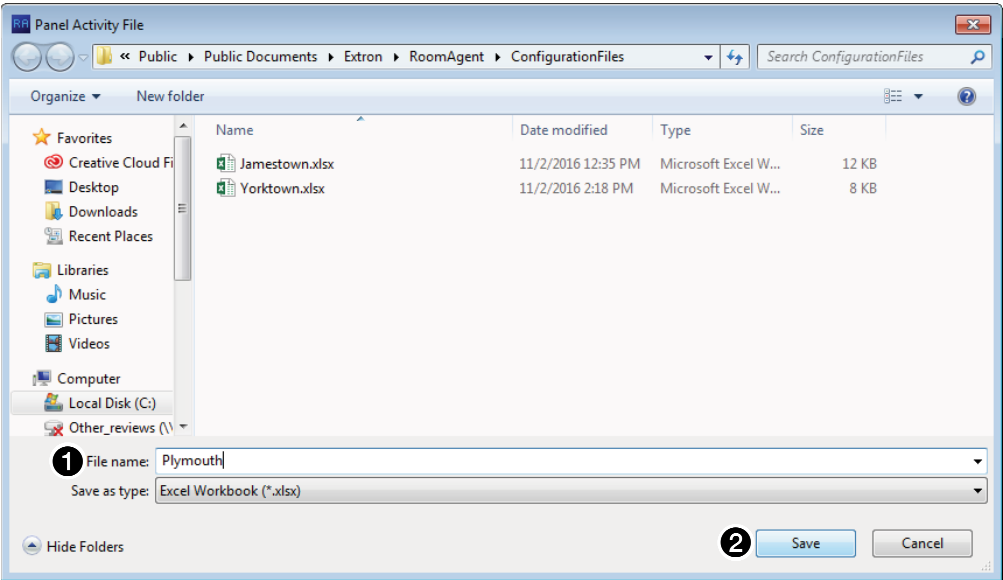 RA Panel Activity File
« Public ▸ Public Documents ▸ Extron ▸ RoomAgent ▸ ConfigurationFiles Search ConfigurationFiles
Organize New folder
Name Date modified Type Size
Favorites
Creative Cloud Fi
Desktop
Downloads
Recent Places
Libraries
Music
Pictures
Videos
Computer
Local Disk (C:)
Other_reviews (\\
Jamestown.xlsx 11/2/2016 12:35 PM Microsoft Excel W... 12 KB
Yorktown.xlsx 11/2/2016 2:18 PM Microsoft Excel W... 8 KB
1 File name: Plymouth
Save as type: Excel Workbook (*.xlsx)
Hide Folders 2 Save Cancel